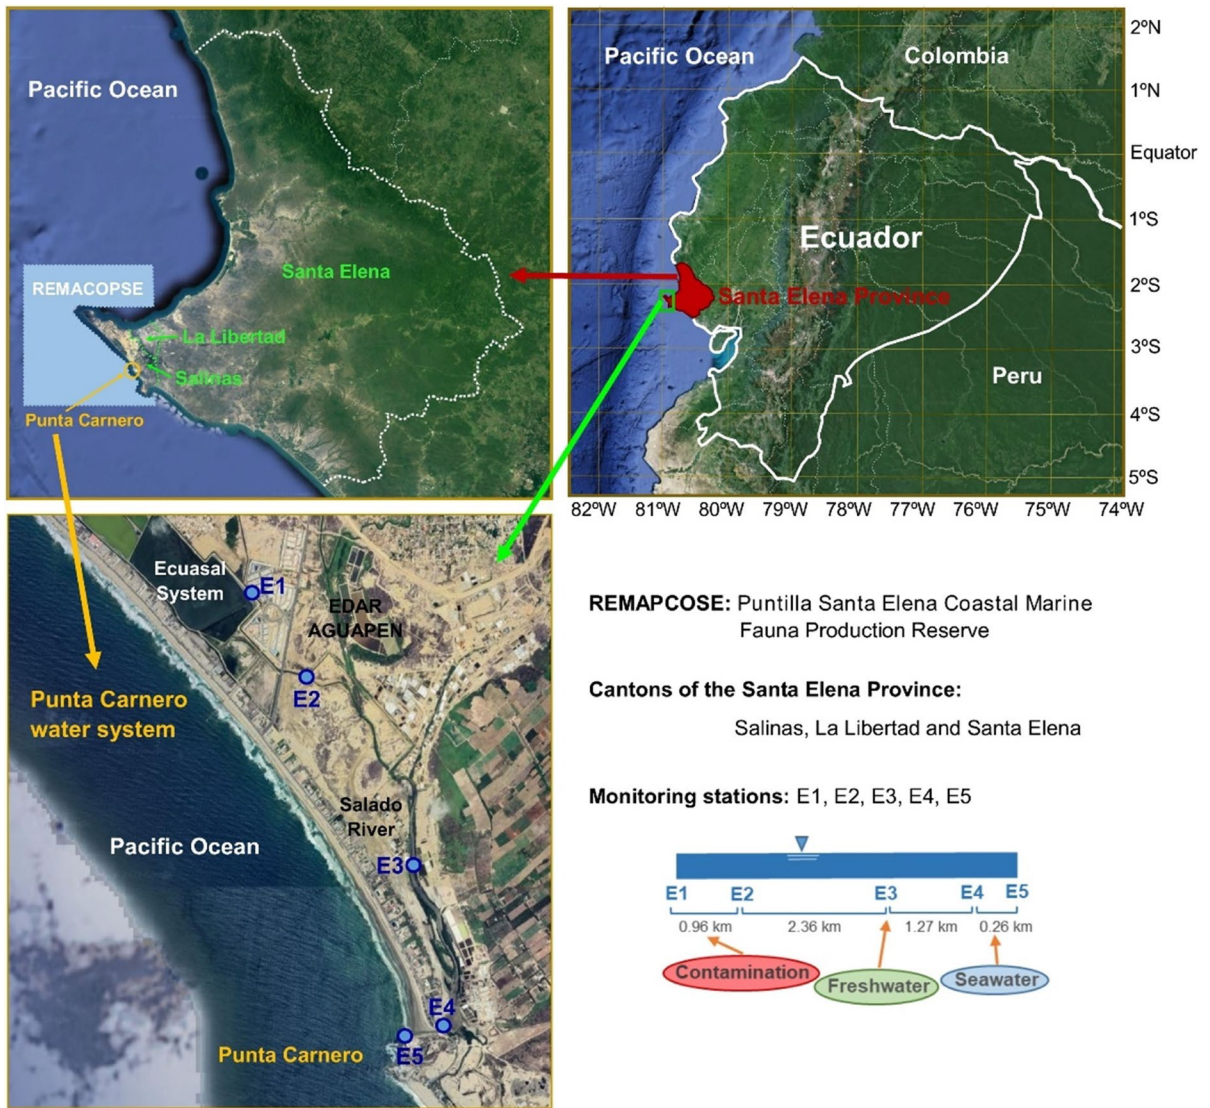 Pacific Ocean
REMACOPSE
Santa Elena
La Libertad
Salinas
Punta Carnero
Pacific Ocean
Colombia
Ecuador
Santa Elena Province
Peru
2ºN
1ºN
Equator
1ºS
2ºS
3ºS
4ºS
5ºS
82ºW 81ºW 80ºW 79ºW 78ºW 77ºW 76ºW 75ºW 74ºW
Ecuasal
System
E1
EDAR
AGUAPEN
E2
Punta Carnero
water system
Salado
River
Pacific Ocean
E3
E4
E5
Punta Carnero
REMAPCOSE: Puntilla Santa Elena Coastal Marine
Fauna Production Reserve
Cantons of the Santa Elena Province:
Salinas, La Libertad and Santa Elena
Monitoring stations: E1, E2, E3, E4, E5
E1 E2 E3 E4 E5
0.96 km 2.36 km 1.27 km 0.26 km
Contamination
Freshwater
Seawater